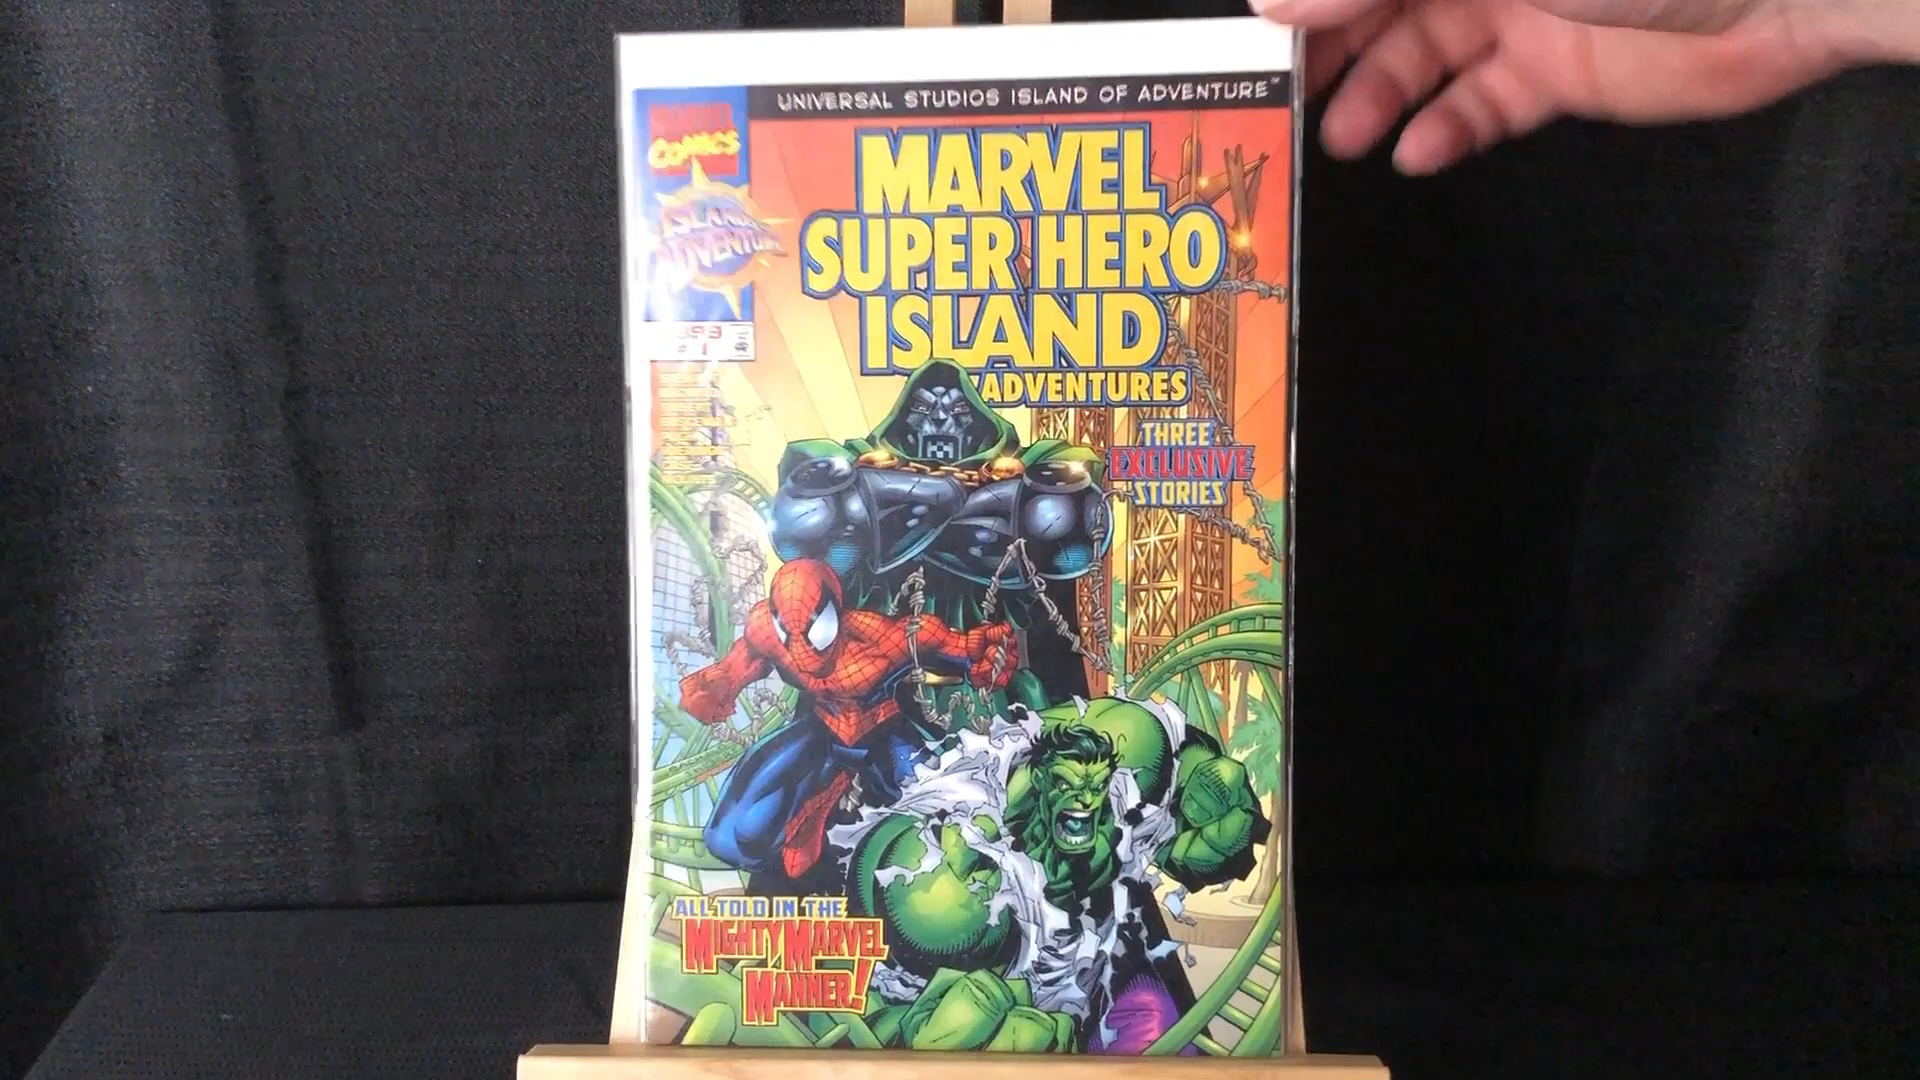 UNIVERSAL STUDIOS ISLAND OF ADVENTURE™
COMICS
MARVEL
SUPER HERO
ISLAND
ADVENTURES
THREE
EXCLUSIVE
STORIES
ALL TOLD IN THE
MIGHTY MARVEL
MANNER!